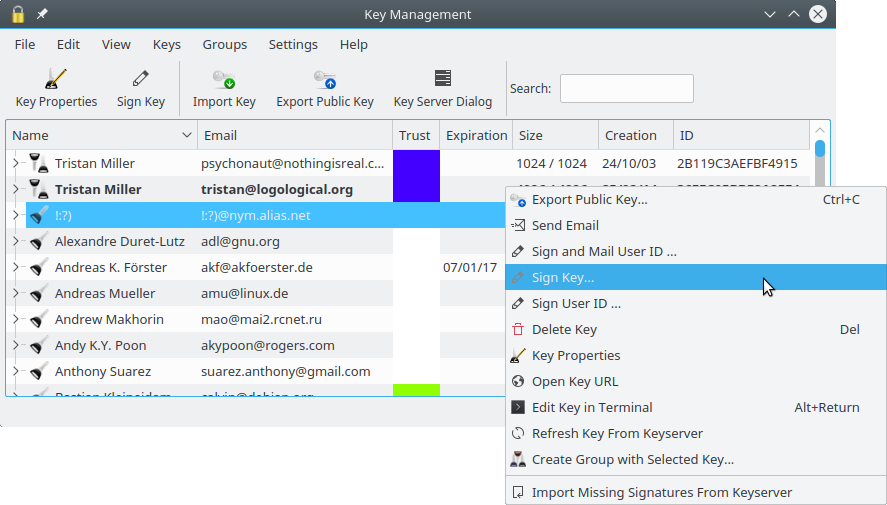 Key Management
File Edit View Keys Groups Settings Help
Key Properties Sign Key Import Key Export Public Key Key Server Dialog Search:
Name Email Trust Expiration Size Creation ID
Tristan Miller psychonaut@nothingisreal.c... 1024 / 1024 24/10/03 2B119C3AEFBF4915
Tristan Miller tristan@logological.org
!:?) !:?)@nym.alias.net
Alexandre Duret-Lutz adl@gnu.org
Andreas K. Förster akf@akfoerster.de 07/01/17
Andreas Mueller amu@linux.de
Andrew Makhorin mao@mai2.rcnet.ru
Andy K.Y. Poon akypoon@rogers.com
Anthony Suarez suarez.anthony@gmail.com
Export Public Key... Ctrl+C
Send Email
Sign and Mail User ID ...
Sign Key...
Sign User ID ...
Delete Key Del
Key Properties
Open Key URL
Edit Key in Terminal Alt+Return
Refresh Key From Keyserver
Create Group with Selected Key...
Import Missing Signatures From Keyserver